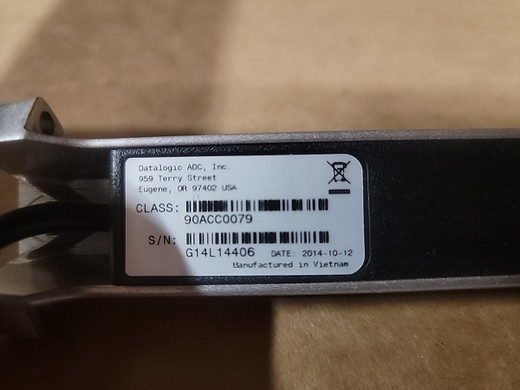 Datalogic ADC, Inc.
959 Terry Street
Eugene, OR 97402 USA
CLASS:
90ACC0079
S/N:
G14L14406 DATE: 2014-10-12
Manufactured in Vietnam